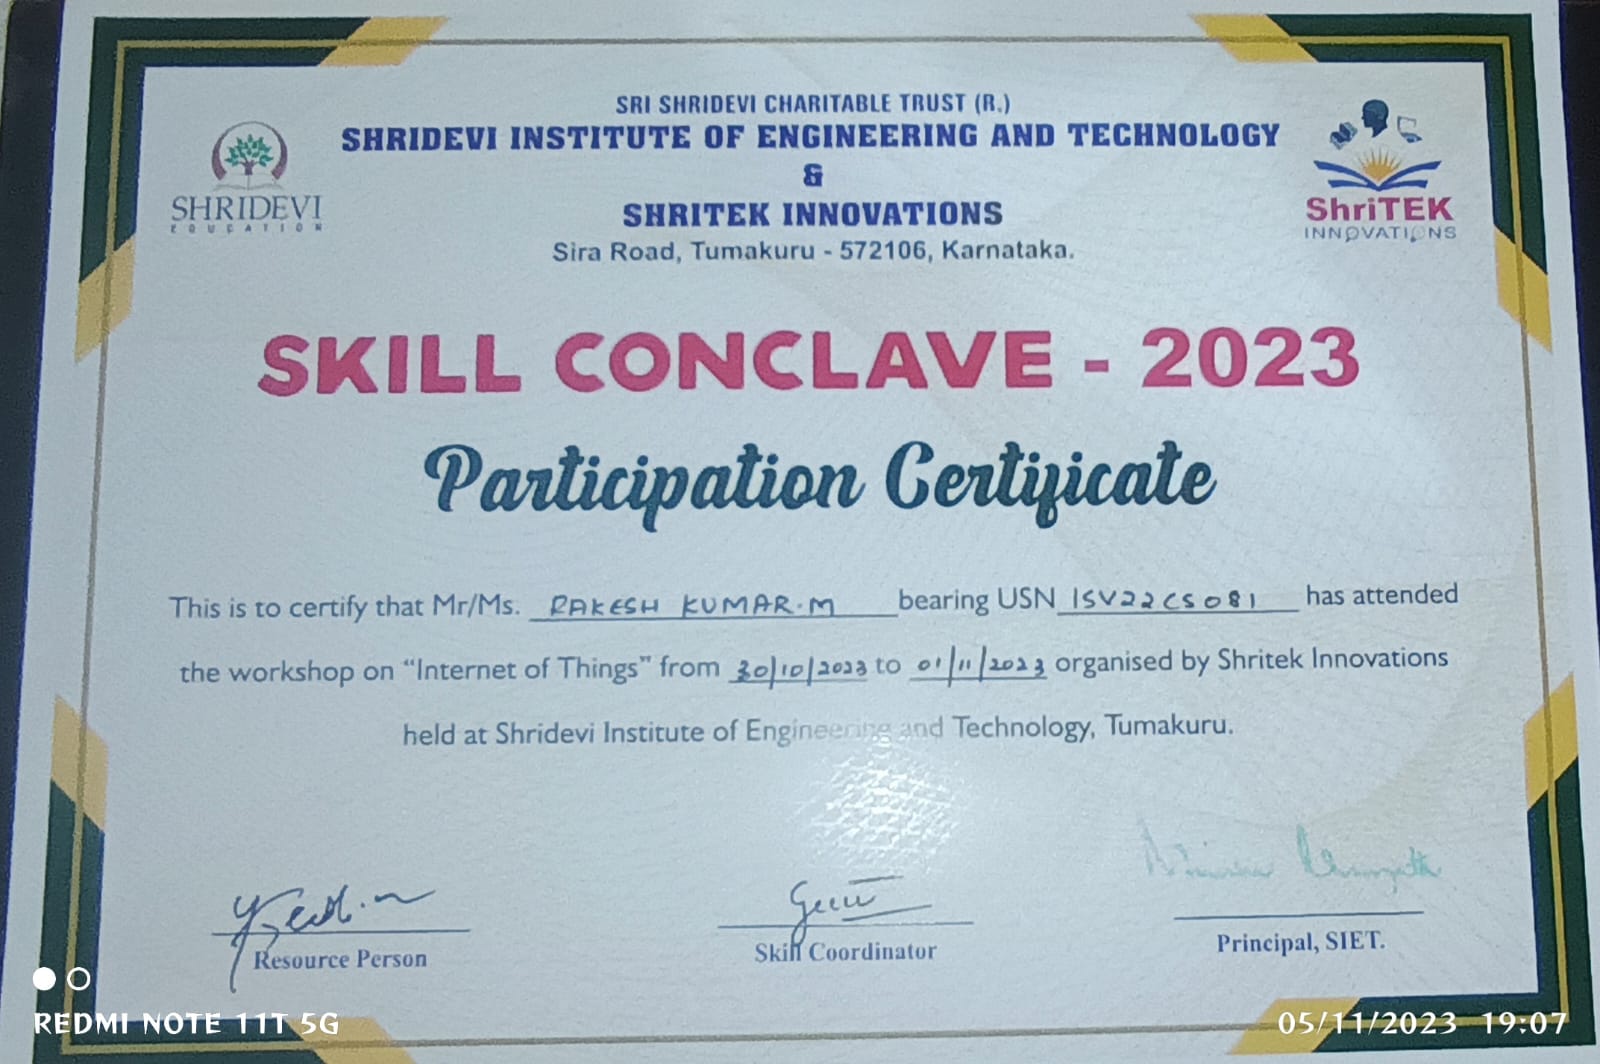 SRI SHRIDEVI CHARITABLE TRUST (R.)
SHRIDEVI INSTITUTE OF ENGINEERING AND TECHNOLOGY
&
SHRITEK INNOVATIONS
Sira Road, Tumakuru - 572106, Karnataka.
SHRIDEVI
EDUCATION
ShriTEK
INNOVATIONS
SKILL CONCLAVE - 2023
Participation Certificate
This is to certify that Mr/Ms. RAKESH KUMAR.M bearing USN 1SV22CS081 has attended
the workshop on “Internet of Things” from 30/10/2023 to 01/11/2023 organised by Shritek Innovations
held at Shridevi Institute of Engineering and Technology, Tumakuru.
Resource Person
Skill Coordinator
Principal, SIET.
REDMI NOTE 11T 5G
05/11/2023 19:07